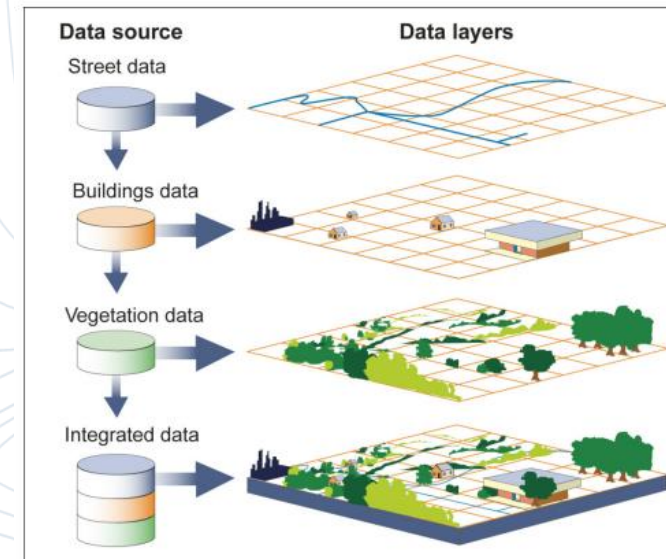 Data source
Data layers
Street data
Buildings data
Vegetation data
Integrated data